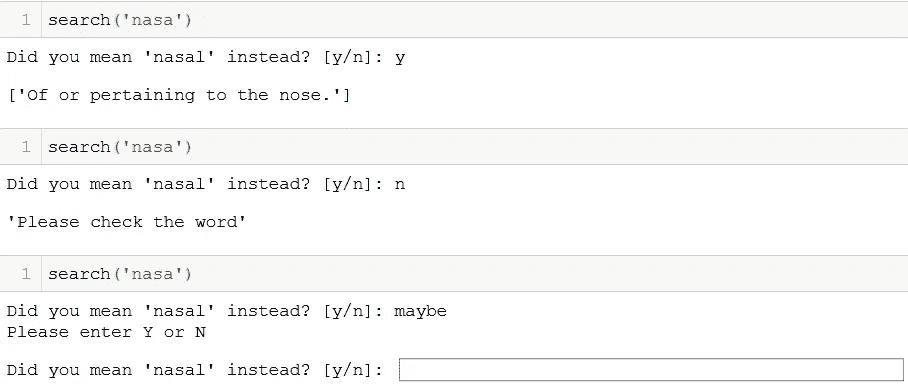 1 search('nasa')
Did you mean 'nasal' instead? [y/n]: y
['Of or pertaining to the nose.']
1 search('nasa')
Did you mean 'nasal' instead? [y/n]: n
'Please check the word'
1 search('nasa')
Did you mean 'nasal' instead? [y/n]: maybe
Please enter Y or N
Did you mean 'nasal' instead? [y/n]: